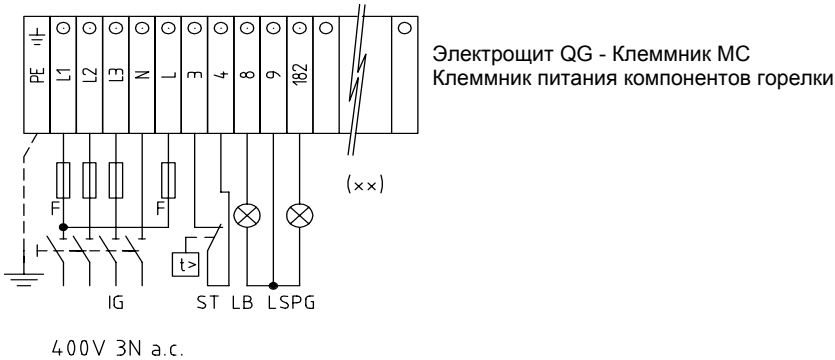 PE L1 L2 L3 N L 3 4 8 9 182
Электрощит QG - Клеммник MC
Клеммник питания компонентов горелки
(xx)
F F
t>
IG ST LB LSPG
400V 3N a.c.